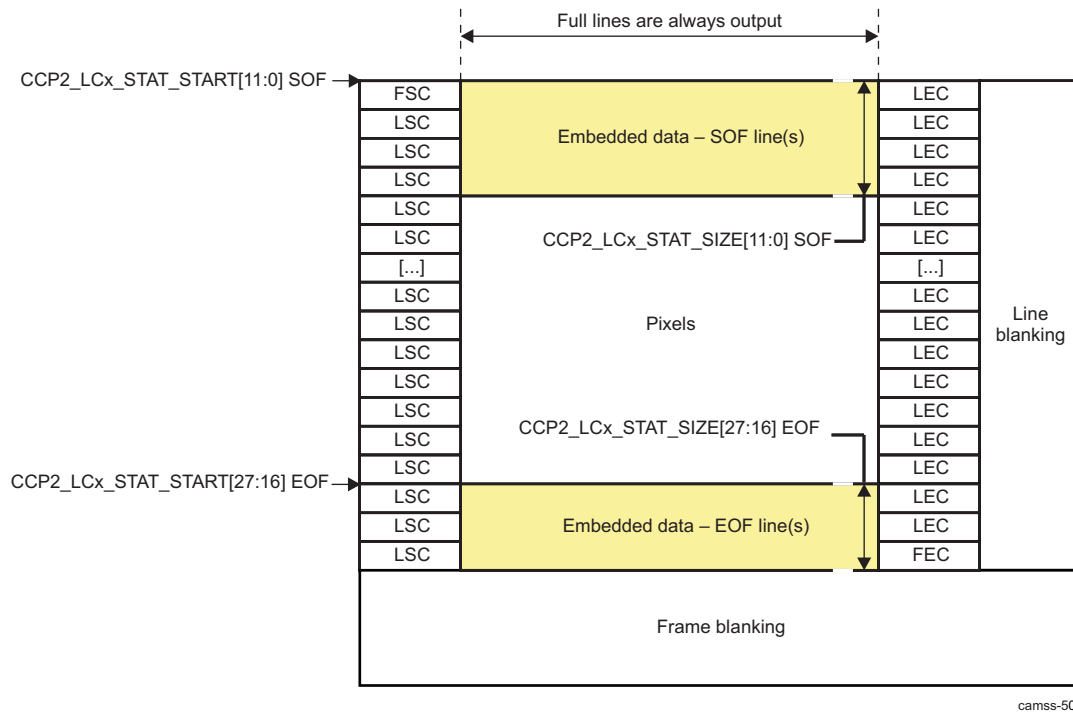 Full lines are always output
CCP2_LCx_STAT_START[11:0] SOF
FSC LEC
LSC Embedded data – SOF line(s) LEC
LSC LEC
LSC LEC
LSC LEC
LSC CCP2_LCx_STAT_SIZE[11:0] SOF LEC
[...] [...]
LSC LEC
LSC Pixels LEC
Line
blanking
LSC LEC
LSC LEC
LSC LEC
LSC CCP2_LCx_STAT_SIZE[27:16] EOF LEC
LSC LEC
CCP2_LCx_STAT_START[27:16] EOF
LSC LEC
LSC Embedded data – EOF line(s) LEC
LSC FEC
Frame blanking
camss-50